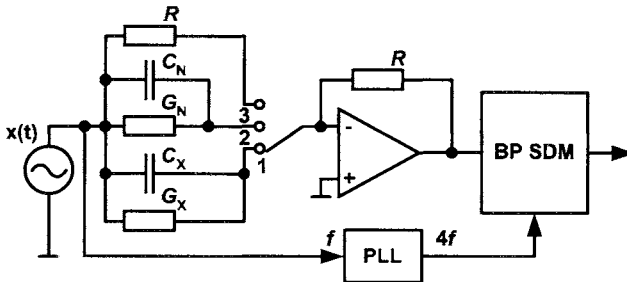 R
C_N
R
G_N
3
x(t)
2
-
BP SDM
C_X
1
+
G_X
f
PLL
4f